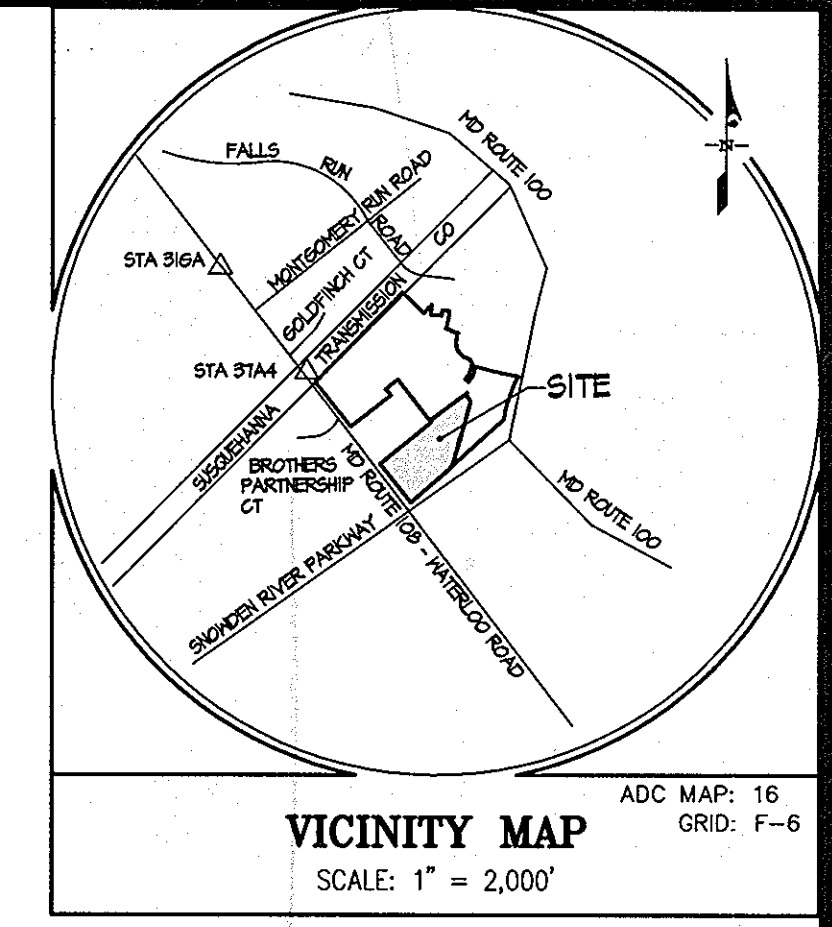 MD ROUTE 100
FALLS RUN ROAD
MONTGOMERY RUN ROAD
STA 316A
GOLDFINCH CT
SUSQUEHANNA TRANSMISSION CO
STA 37A4
SITE
BROTHERS
PARTNERSHIP
CT
MD ROUTE 108 - WATERLOO ROAD
MD ROUTE 100
SNOWDEN RIVER PARKWAY
N
VICINITY MAP
SCALE: 1" = 2,000'
ADC MAP: 16
GRID: F-6